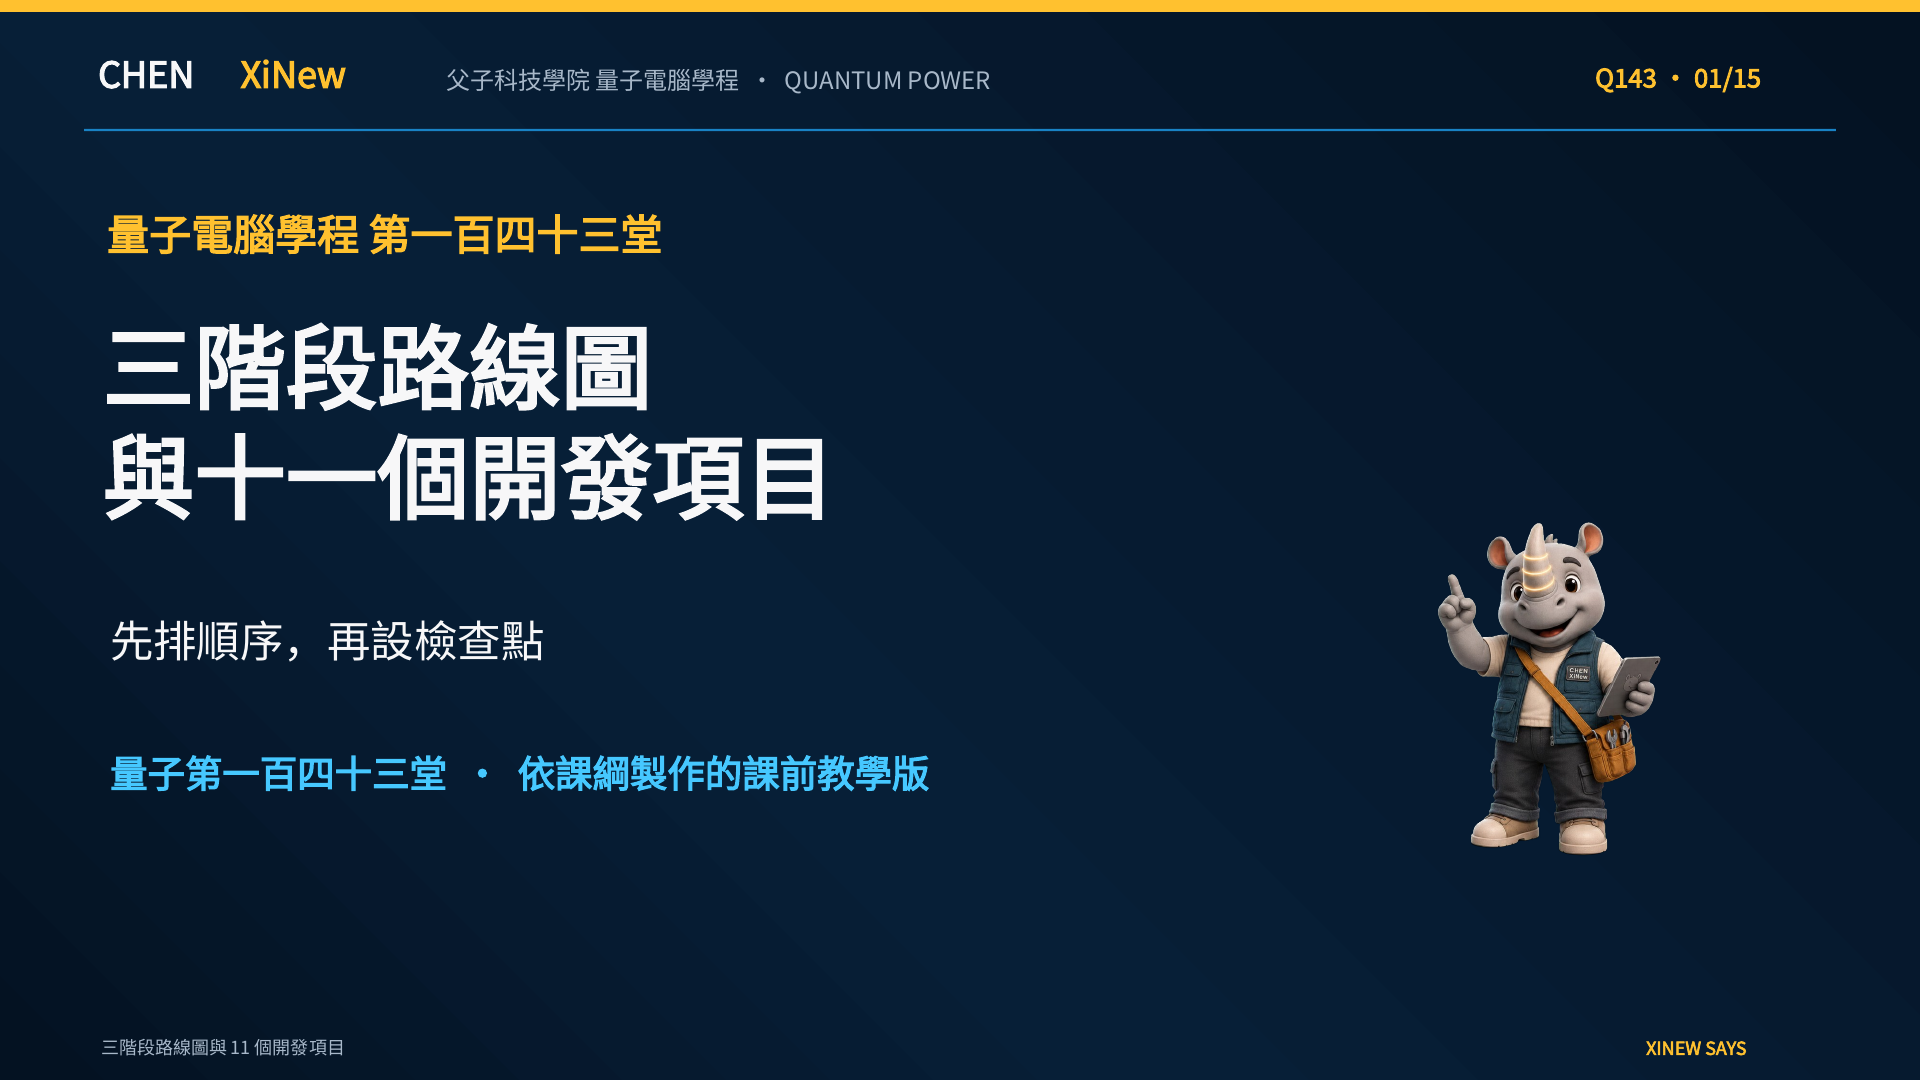 CHEN XiNew 父子科技學院 量子電腦學程 • QUANTUM POWER Q143 • 01/15
量子電腦學程 第一百四十三堂
三階段路線圖
與十一個開發項目
先排順序，再設檢查點
量子第一百四十三堂 • 依課綱製作的課前教學版
CHEN
XiNew
三階段路線圖與 11 個開發項目 XINEW SAYS